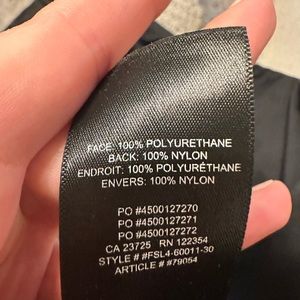 FACE: 100% POLYURETHANE
BACK: 100% NYLON
ENDROIT: 100% POLYURÉTHANE
ENVERS: 100% NYLON
PO #4500127270
PO #4500127271
PO #4500127272
CA 23725 RN 122354
STYLE # #FSL4-60011-30
ARTICLE # #79054